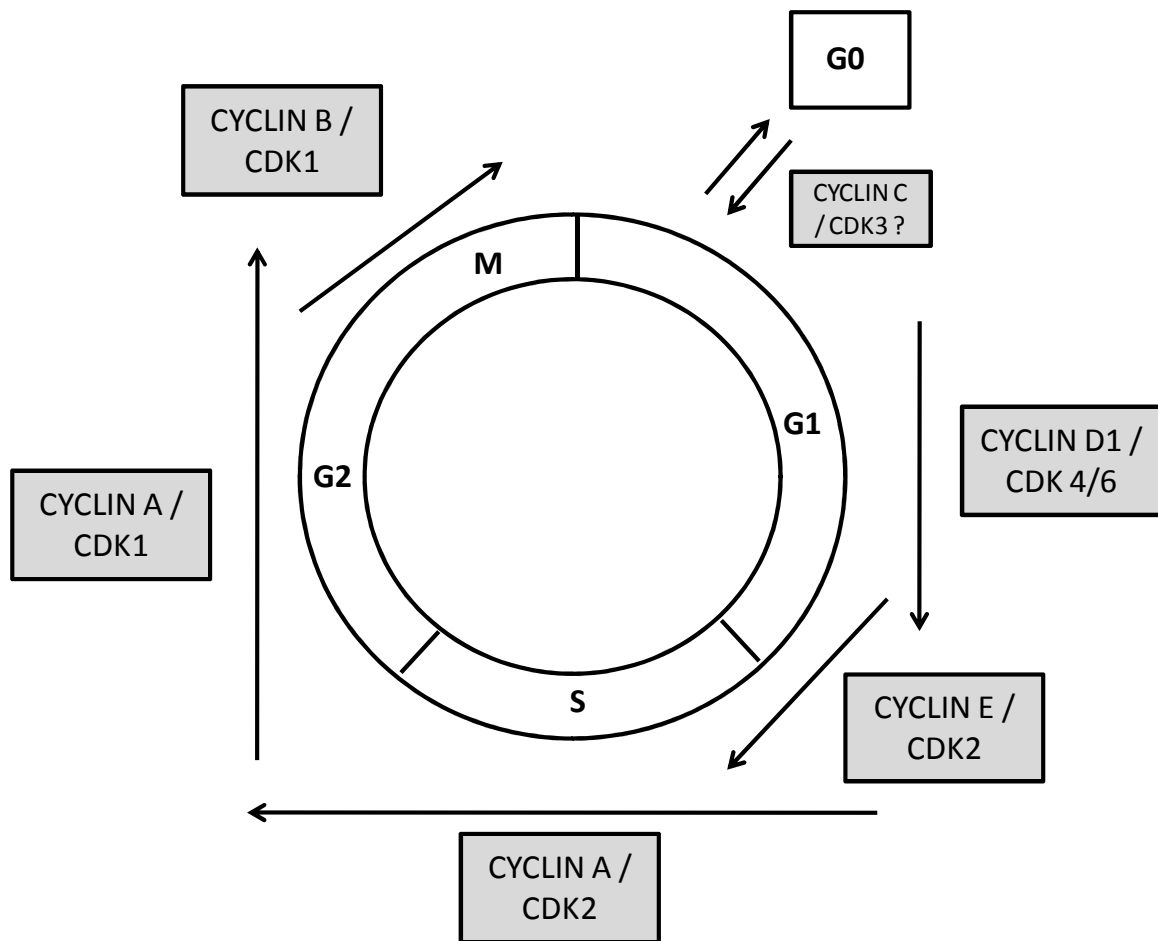 G0
CYCLIN B /
CDK1
CYCLIN C
/ CDK3 ?
M
G1
CYCLIN D1 /
CDK 4/6
G2
CYCLIN A /
CDK1
S
CYCLIN E /
CDK2
CYCLIN A /
CDK2